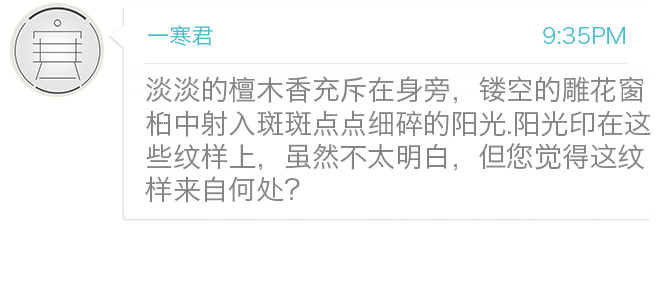 一寒君
9:35PM
淡淡的檀木香充斥在身旁，镂空的雕花窗
桕中射入斑斑点点细碎的阳光.阳光印在这
些纹样上，虽然不太明白，但您觉得这纹
样来自何处？